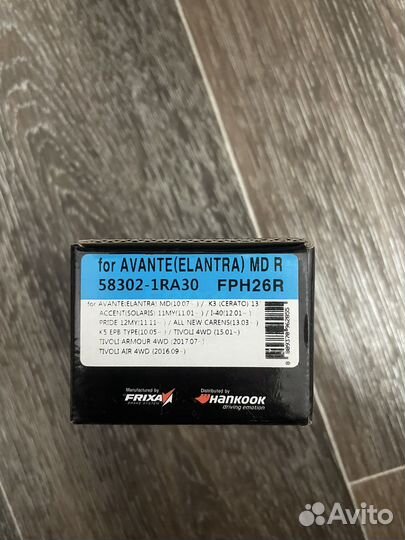 for AVANTE(ELANTRA) MD R
58302-1RA30 FPH26R
for AVANTE(ELANTRA) MD(10.07~) / K3 (CERATO) 13
ACCENT(SOLARIS) 11MY(11.01~) / I-40(12.01~)
PRIDE 12MY(11.11~) / ALL NEW CARENS(13.03~)
K5 EPB TYPE(10.05~) / TIVOLI 4WD (15.01~)
TIVOLI ARMOUR 4WD (2017.07~)
TIVOLI AIR 4WD (2016.09~)
Manufactured by
FRIXA
BRAKE SYSTEM
Distributed by
HANKOOK
driving emotion
Avito